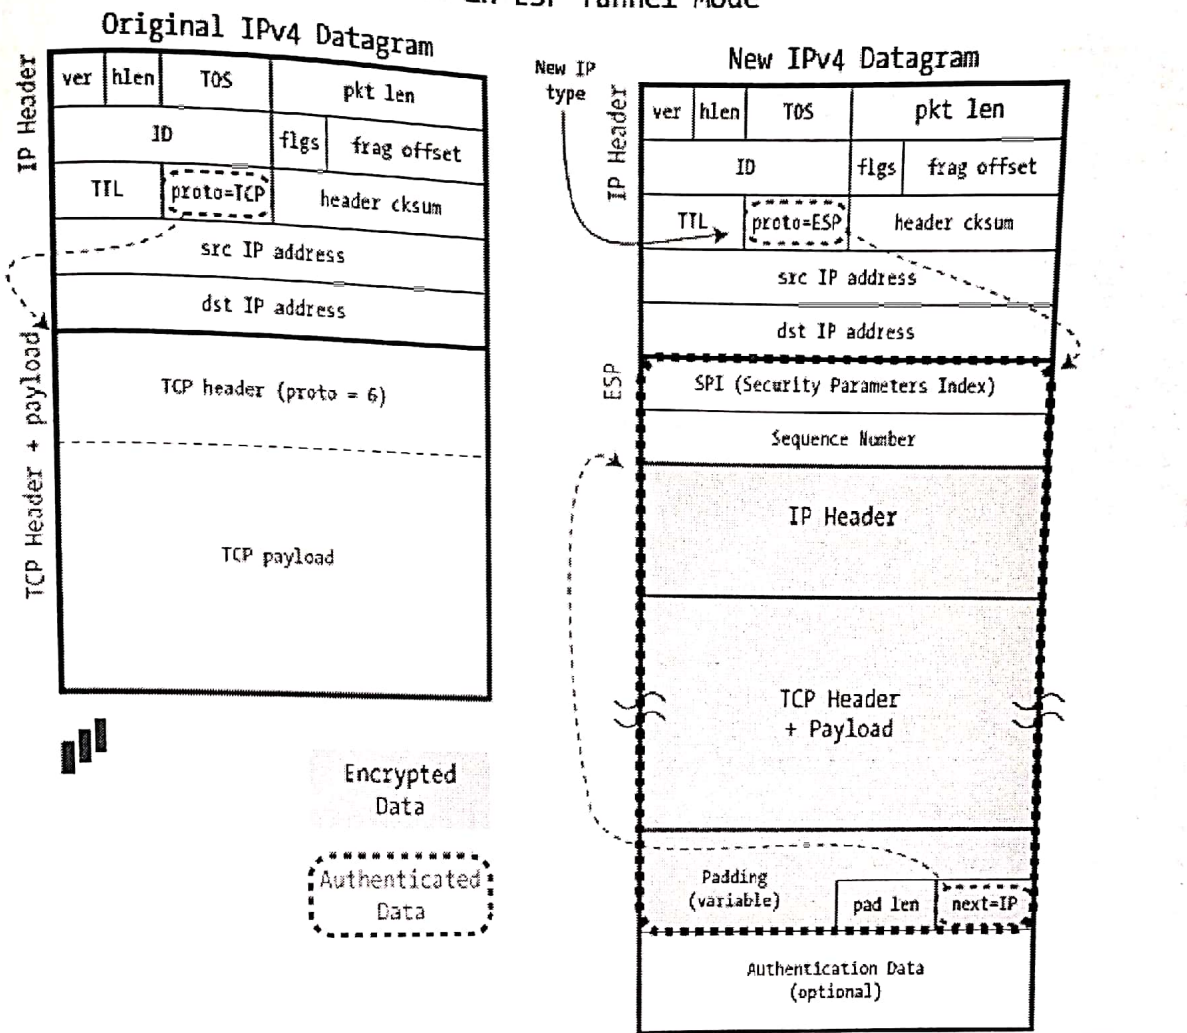 in ESP Tunnel Mode
Original IPv4 Datagram
IP Header
ver hlen TOS pkt len
ID flgs frag offset
TTL proto=TCP header cksum
src IP address
dst IP address
TCP Header + payload
TCP header (proto = 6)
TCP payload
Encrypted
Data
Authenticated
Data
New IP
type
New IPv4 Datagram
IP Header
ver hlen TOS pkt len
ID flgs frag offset
TTL proto=ESP header cksum
src IP address
dst IP address
ESP
SPI (Security Parameters Index)
Sequence Number
IP Header
TCP Header
+ Payload
Padding
(variable)
pad len next=IP
Authentication Data
(optional)